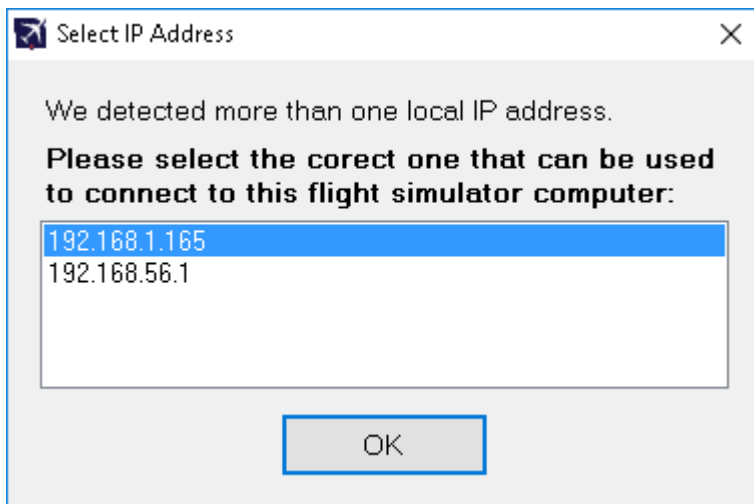 Select IP Address
We detected more than one local IP address.
Please select the corect one that can be used
to connect to this flight simulator computer:
192.168.1.165
192.168.56.1
OK